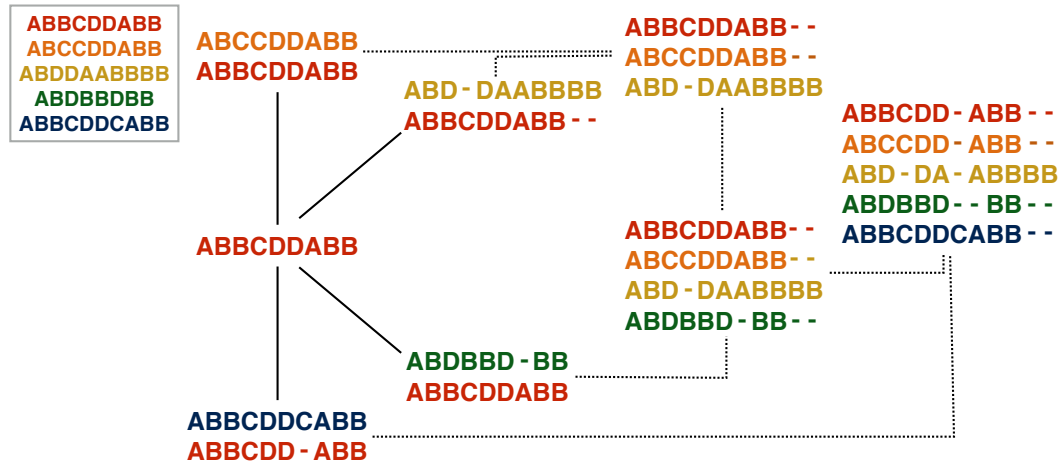 ABBCDDABB
ABCCDDABB
ABDDAABBBB
ABDBBDBB
ABBCDDCABB
ABCCDDABB
ABBCDDABB
ABD-DAABBBB
ABBCDDABB--
ABBCDDABB--
ABCCDDABB--
ABD-DAABBBB
ABBCDD-ABB--
ABCCDD-ABB--
ABD-DA-ABBBB
ABDBBD--BB--
ABBCDDCABB--
ABBCDDABB
ABBCDDABB--
ABCCDDABB--
ABD-DAABBBB
ABDBBD-BB--
ABDBBD-BB
ABBCDDABB
ABBCDDCABB
ABBCDD-ABB